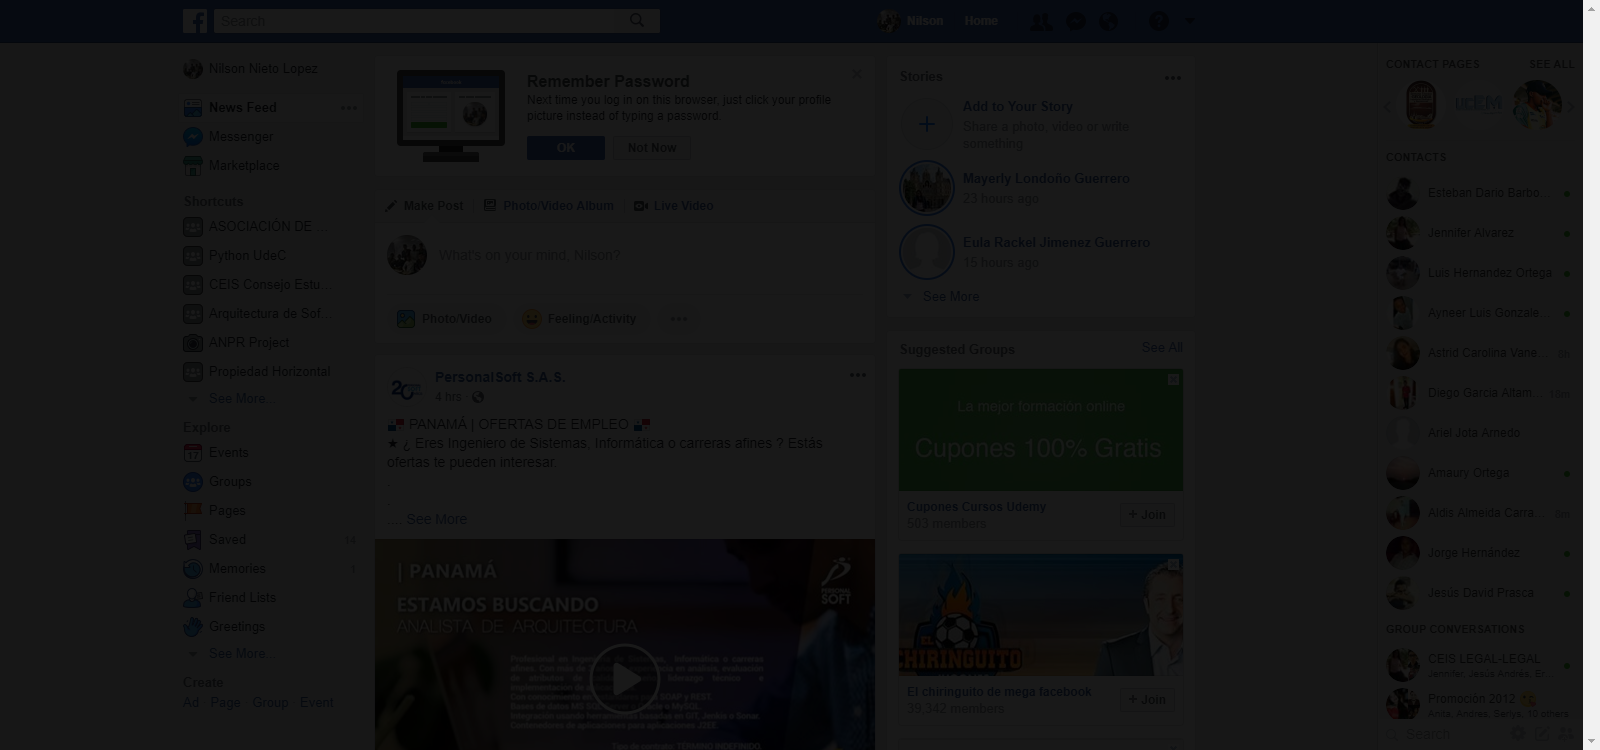 Search
Nilson
Home
Nilson Nieto Lopez
News Feed
Messenger
Marketplace
Shortcuts
ASOCIACIÓN DE ...
Python UdeC
CEIS Consejo Estu...
Arquitectura de Sof...
ANPR Project
Propiedad Horizontal
See More...
Explore
Events
Groups
Pages
Saved 14
Memories 1
Friend Lists
Greetings
See More...
Create
Ad Page Group Event
Remember Password
Next time you log in on this browser, just click your profile
picture instead of typing a password.
OK
Not Now
Make Post
Photo/Video Album
Live Video
What's on your mind, Nilson?
Photo/Video
Feeling/Activity
PersonalSoft S.A.S.
4 hrs
PANAMÁ | OFERTAS DE EMPLEO
★ ¿ Eres Ingeniero de Sistemas, Informática o carreras afines ? Estás
ofertas te pueden interesar.
.
.
... See More
| PANAMÁ
PERSONAL
SOFT
ESTAMOS BUSCANDO
ANALISTA DE ARQUITECTURA
Stories
Add to Your Story
Share a photo, video or write
something
Mayerly Londoño Guerrero
23 hours ago
Eula Rackel Jimenez Guerrero
15 hours ago
See More
Suggested Groups
See All
La mejor formación online
Cupones 100% Gratis
Cupones Cursos Udemy
503 members
+ Join
EL
CHIRINGUITO
El chiringuito de mega facebook
39,342 members
+ Join
CONTACT PAGES
SEE ALL
CONTACTS
Esteban Dario Barbo...
Jennifer Alvarez
Luis Hernandez Ortega
Ayneer Luis Gonzale...
Astrid Carolina Vane...
Diego Garcia Altam...
Ariel Jota Arnedo
Amaury Ortega
Aldis Almeida Carra...
Jorge Hernández
Jesús David Prasca
GROUP CONVERSATIONS
CEIS LEGAL-LEGAL
Jennifer, Jesús Andrés, Er...
Promoción 2012
Anita, Andres, Sarlys, 10 others
Search